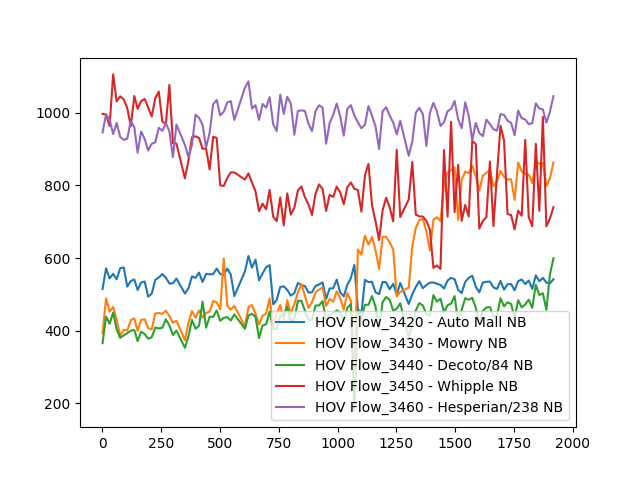 1000
800
600
400
200
HOV Flow_3420 - Auto Mall NB
HOV Flow_3430 - Mowry NB
HOV Flow_3440 - Decoto/84 NB
HOV Flow_3450 - Whipple NB
HOV Flow_3460 - Hesperian/238 NB
0 250 500 750 1000 1250 1500 1750 2000